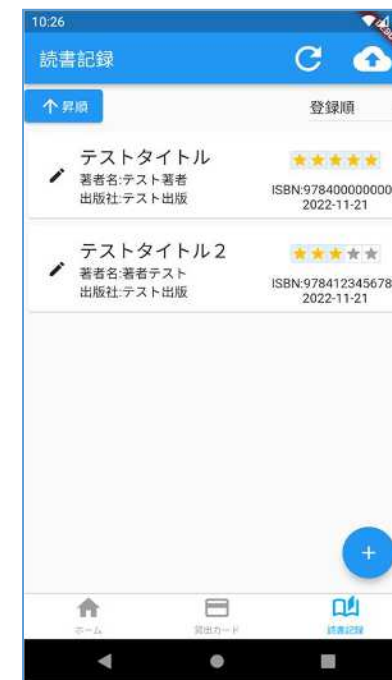 10:26
読書記録
昇順
登録順
テストタイトル
著者名:テスト著者
出版社:テスト出版
ISBN:978400000000
2022-11-21
テストタイトル２
著者名:著者テスト
出版社:テスト出版
ISBN:978412345678
2022-11-21
ホーム
貸出カード
読書記録